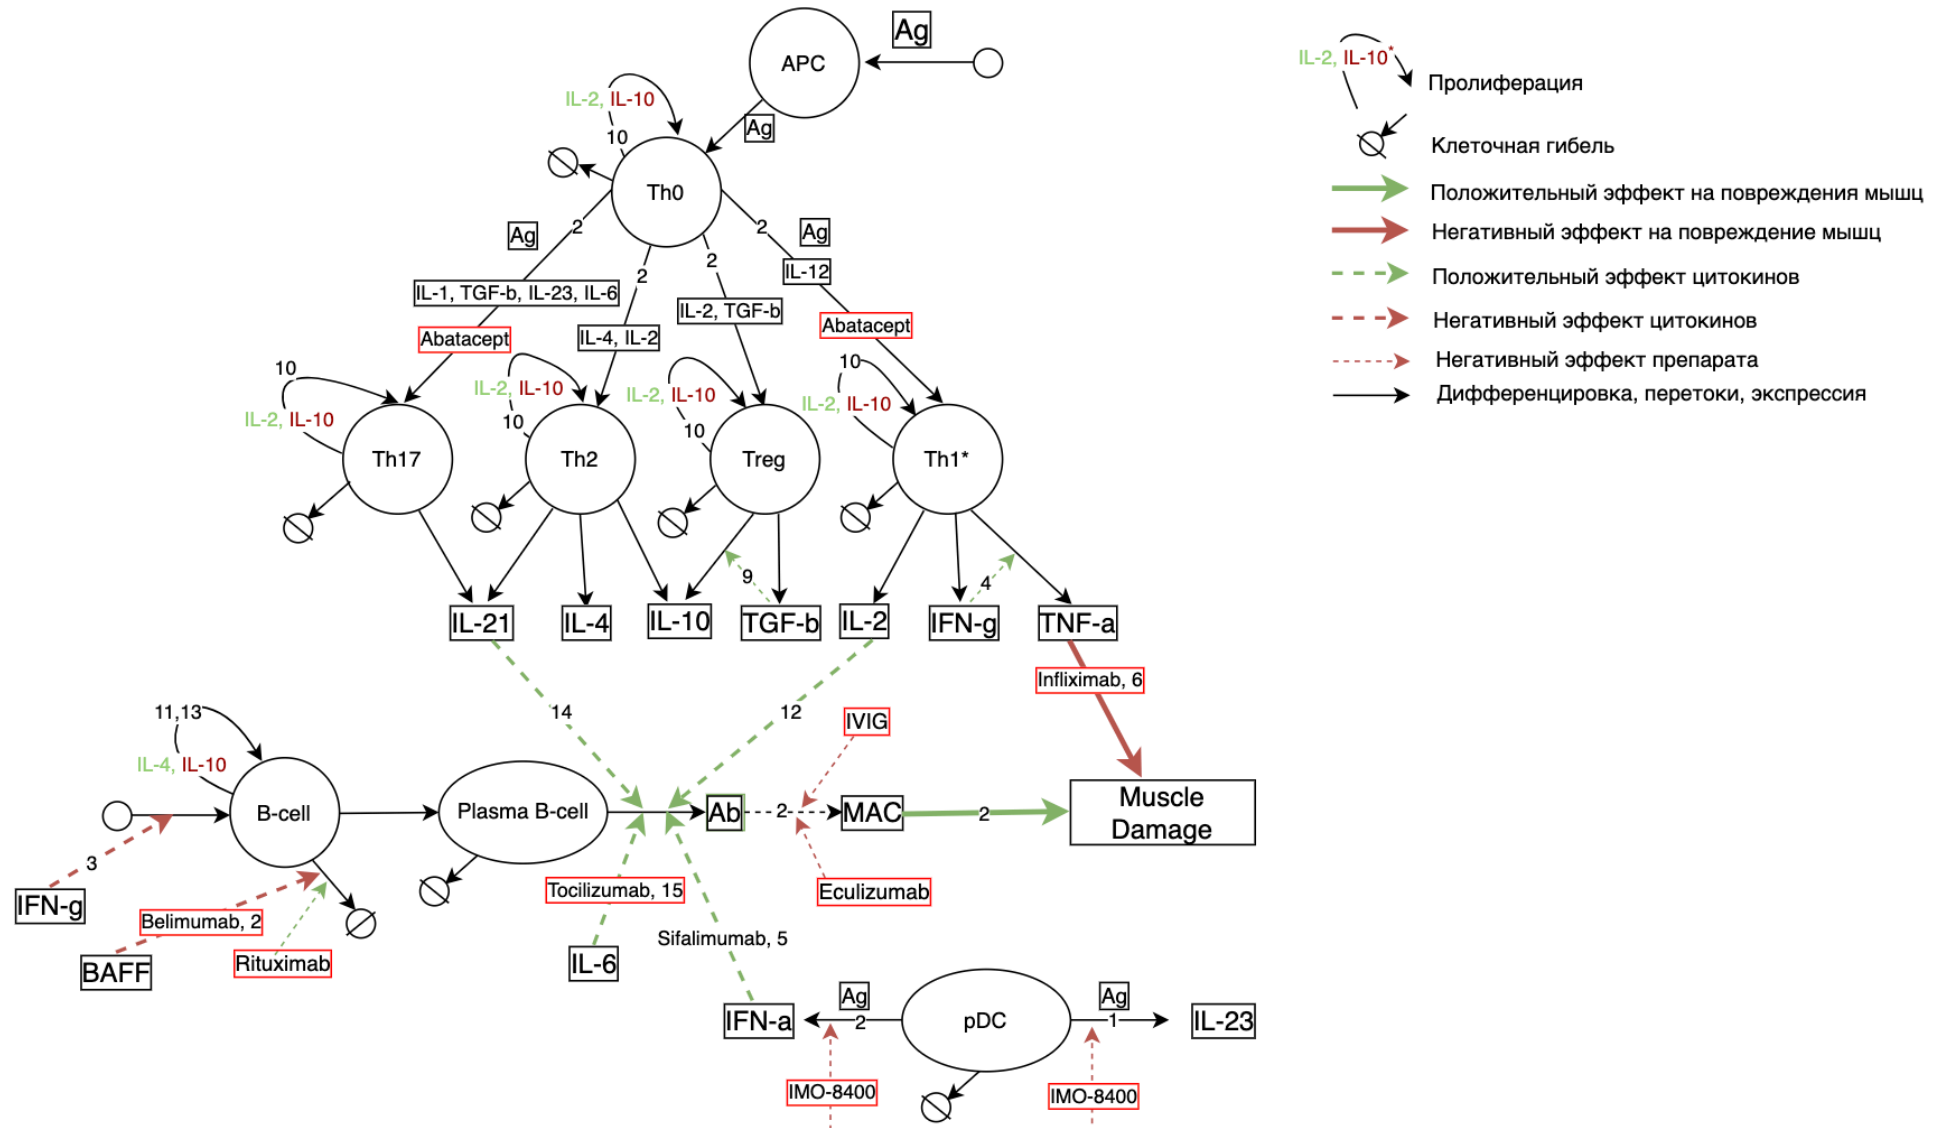 Ag
APC
IL-2, IL-10
Ag
10
Th0
Ag
2
2
2
2
Ag
IL-12
IL-1, TGF-b, IL-23, IL-6
IL-2, TGF-b
Abatacept
IL-4, IL-2
Abatacept
10
IL-2, IL-10
IL-2, IL-10
10
IL-2, IL-10
10
10
IL-2, IL-10
Th17
Th2
Treg
Th1*
9
4
IL-21
IL-4
IL-10
TGF-b
IL-2
IFN-g
TNF-a
Infliximab, 6
11,13
14
12
IVIG
IL-4, IL-10
B-cell
Plasma B-cell
Ab
2
MAC
2
Muscle
Damage
3
IFN-g
Belimumab, 2
Tocilizumab, 15
Eculizumab
BAFF
Rituximab
IL-6
Sifalimumab, 5
Ag
Ag
IFN-a
2
pDC
1
IL-23
IMO-8400
IMO-8400
IL-2, IL-10*
Пролиферация
Клеточная гибель
Положительный эффект на повреждения мышц
Негативный эффект на повреждение мышц
Положительный эффект цитокинов
Негативный эффект цитокинов
Негативный эффект препарата
Дифференцировка, перетоки, экспрессия